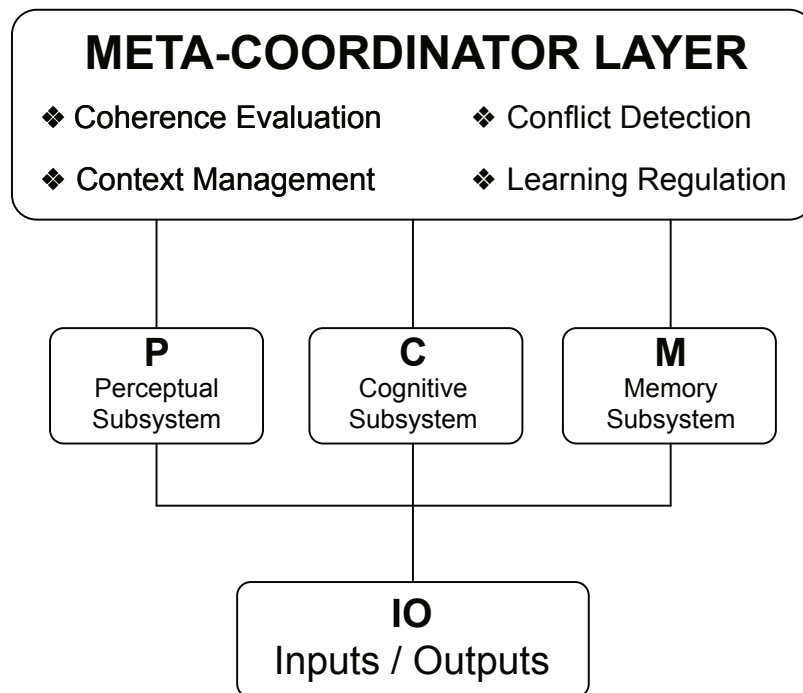 META-COORDINATOR LAYER
❖ Coherence Evaluation ❖ Conflict Detection
❖ Context Management ❖ Learning Regulation
P
Perceptual
Subsystem
C
Cognitive
Subsystem
M
Memory
Subsystem
IO
Inputs / Outputs